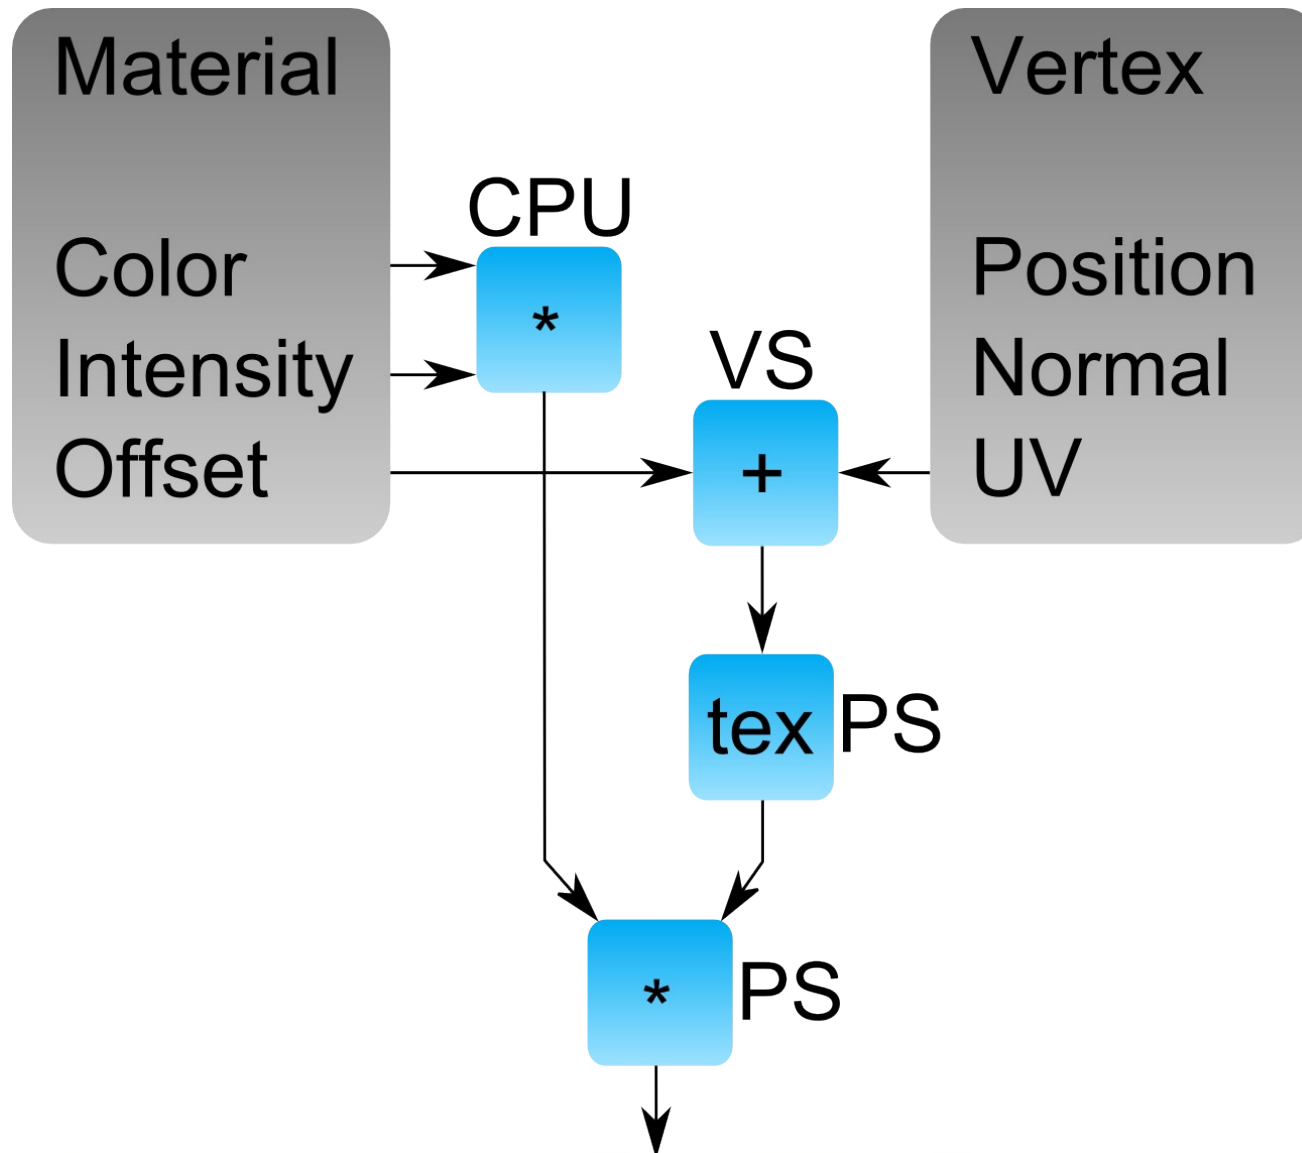 Material
Vertex
CPU
Color
*
Position
Intensity
VS
Normal
Offset
+
UV
tex PS
* PS